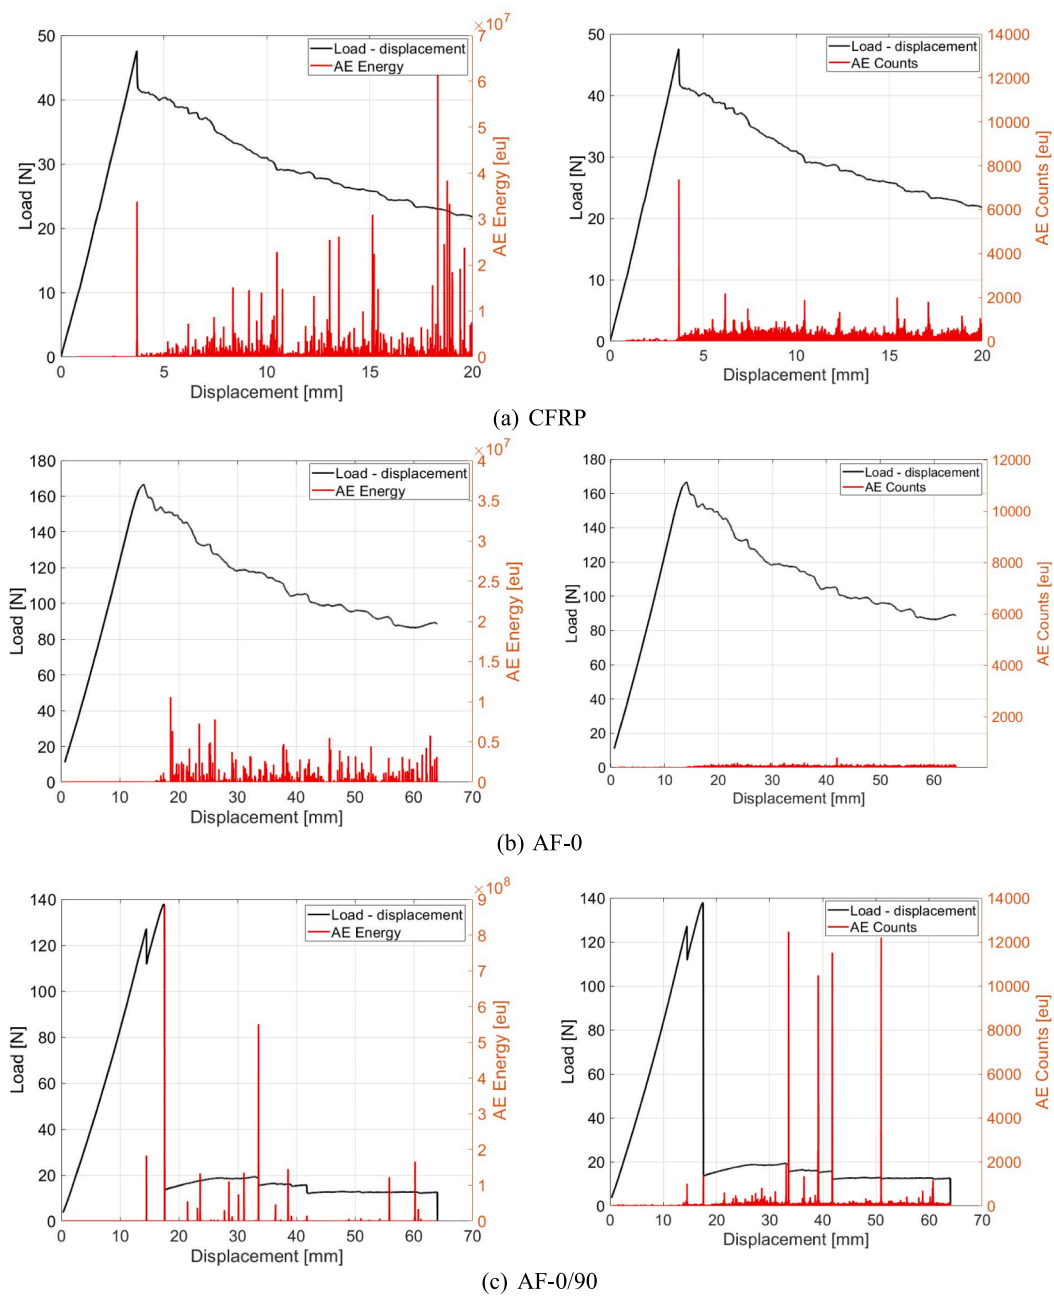 ×10⁷
50
40
30
20
10
0
Load [N]
Load - displacement
AE Energy
7
6
5
4
3
2
1
0
AE Energy [eu]
0 5 10 15 20
Displacement [mm]
50
40
30
20
10
0
Load [N]
Load - displacement
AE Counts
14000
12000
10000
8000
6000
4000
2000
0
AE Counts [eu]
5 10 15 20
Displacement [mm]
(a) CFRP
×10⁷
180
160
140
120
100
80
60
40
20
0
Load [N]
Load - displacement
AE Energy
4
3.5
3
2.5
2
1.5
1
0.5
0
AE Energy [eu]
0 10 20 30 40 50 60 70
Displacement [mm]
180
160
140
120
100
80
60
40
20
0
Load [N]
Load - displacement
AE Counts
12000
10000
8000
6000
4000
2000
AE Counts [eu]
10 20 30 40 50 60
Displacement [mm]
(b) AF-0
×10⁸
140
120
100
80
60
40
20
0
Load [N]
Load - displacement
AE Energy
9
8
7
6
5
4
3
2
1
0
AE Energy [eu]
0 10 20 30 40 50 60 70
Displacement [mm]
140
120
100
80
60
40
20
0
Load [N]
Load - displacement
AE Counts
14000
12000
10000
8000
6000
4000
2000
0
AE Counts [eu]
0 10 20 30 40 50 60 70
Displacement [mm]
(c) AF-0/90